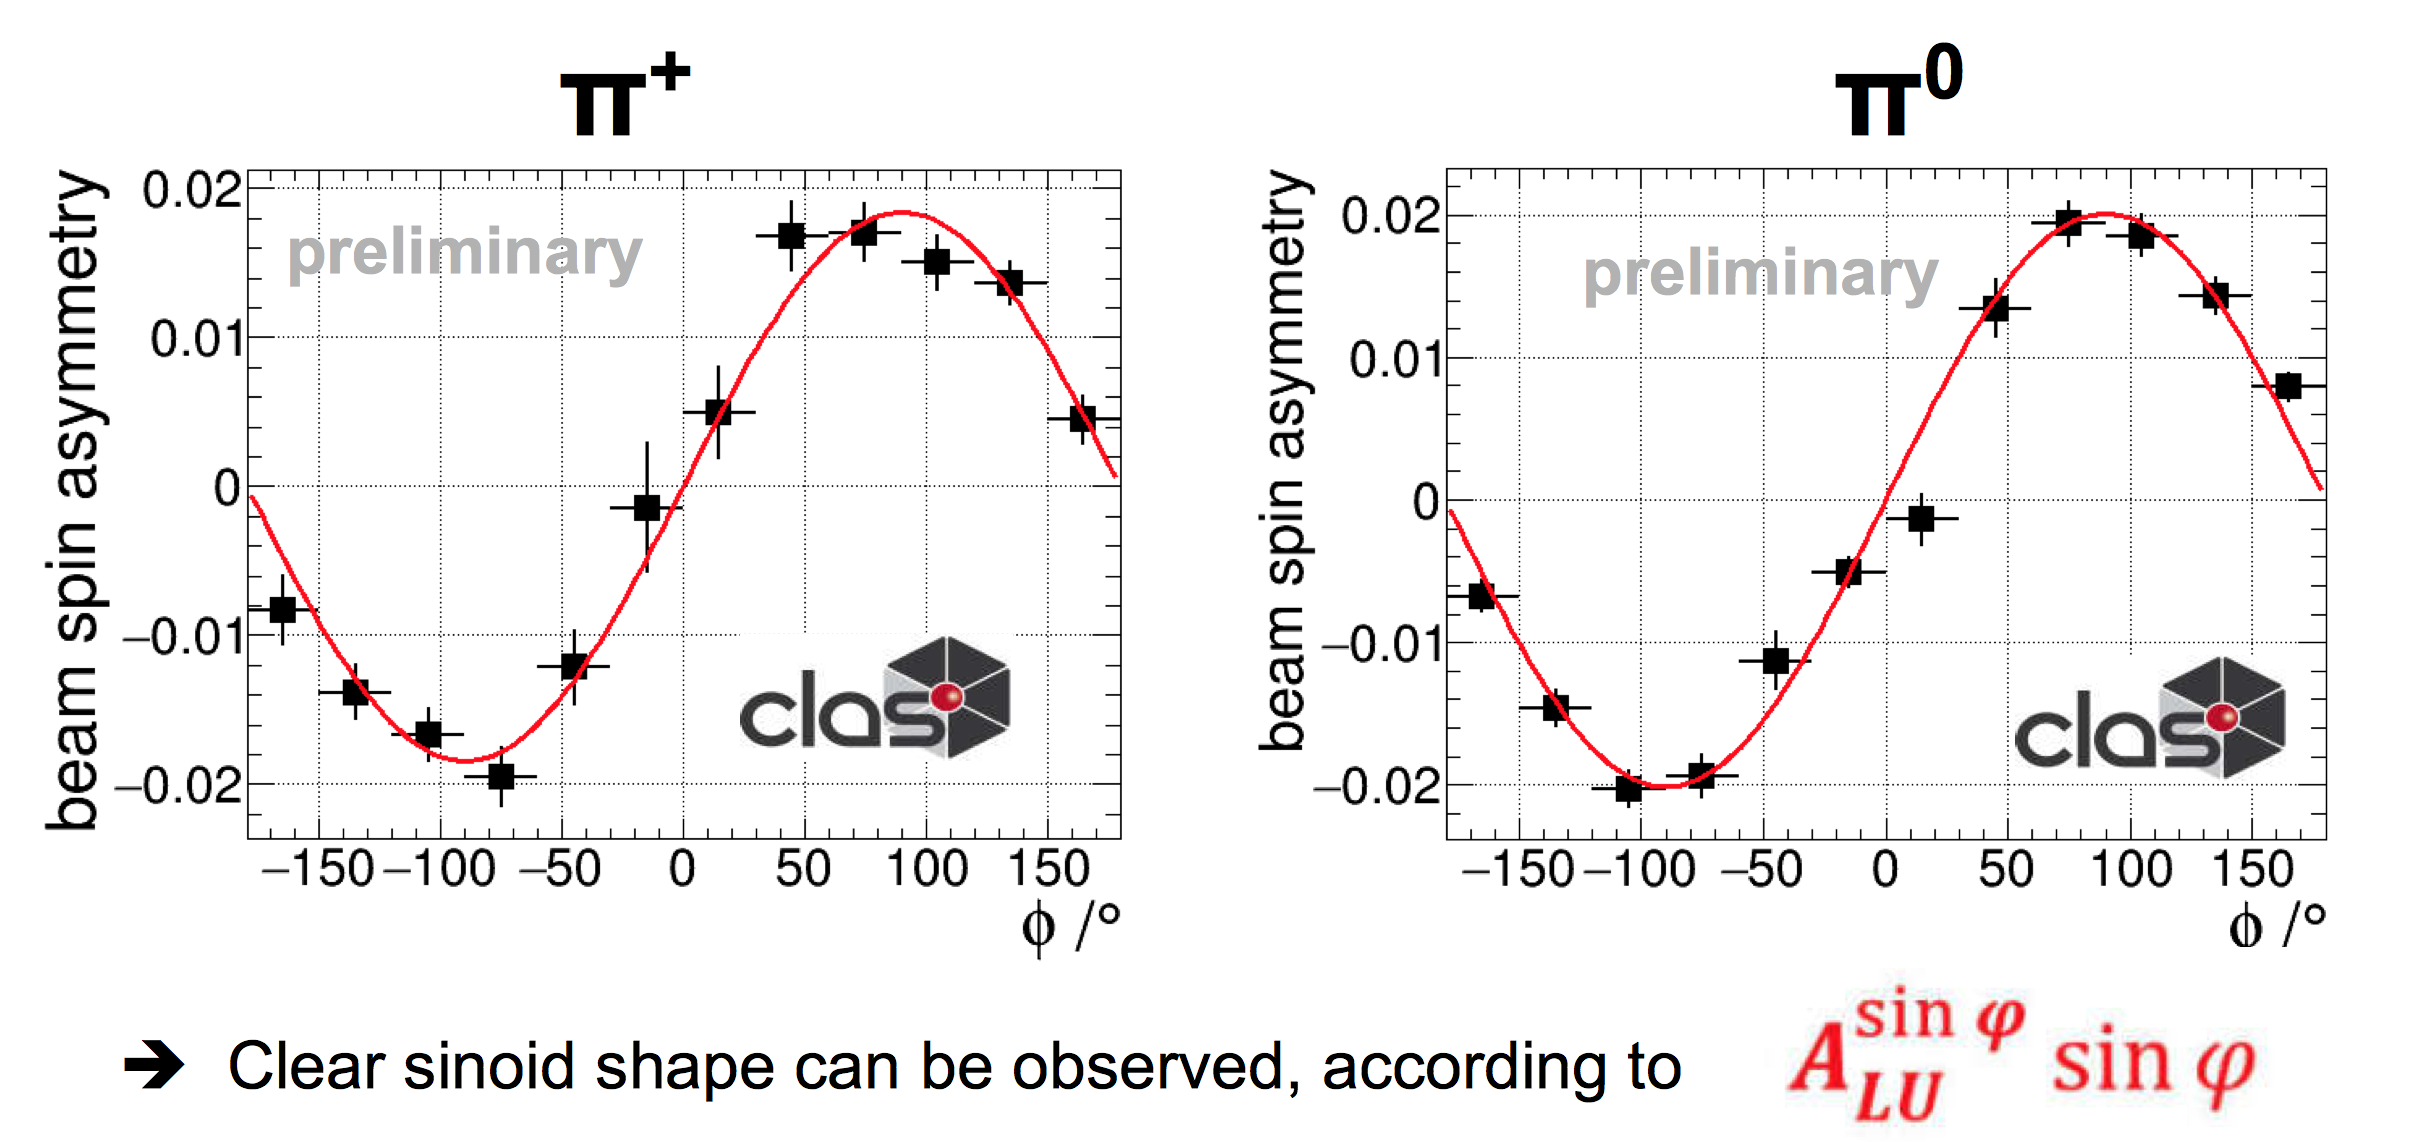 π⁺
π⁰
beam spin asymmetry
0.02
0.01
0
−0.01
−0.02
preliminary
clas
−150 −100 −50 0 50 100 150
ϕ /°
beam spin asymmetry
0.02
0.01
0
−0.01
−0.02
preliminary
clas
−150 −100 −50 0 50 100 150
ϕ /°
➔ Clear sinoid shape can be observed, according to A_LU^{sin φ} sin φ